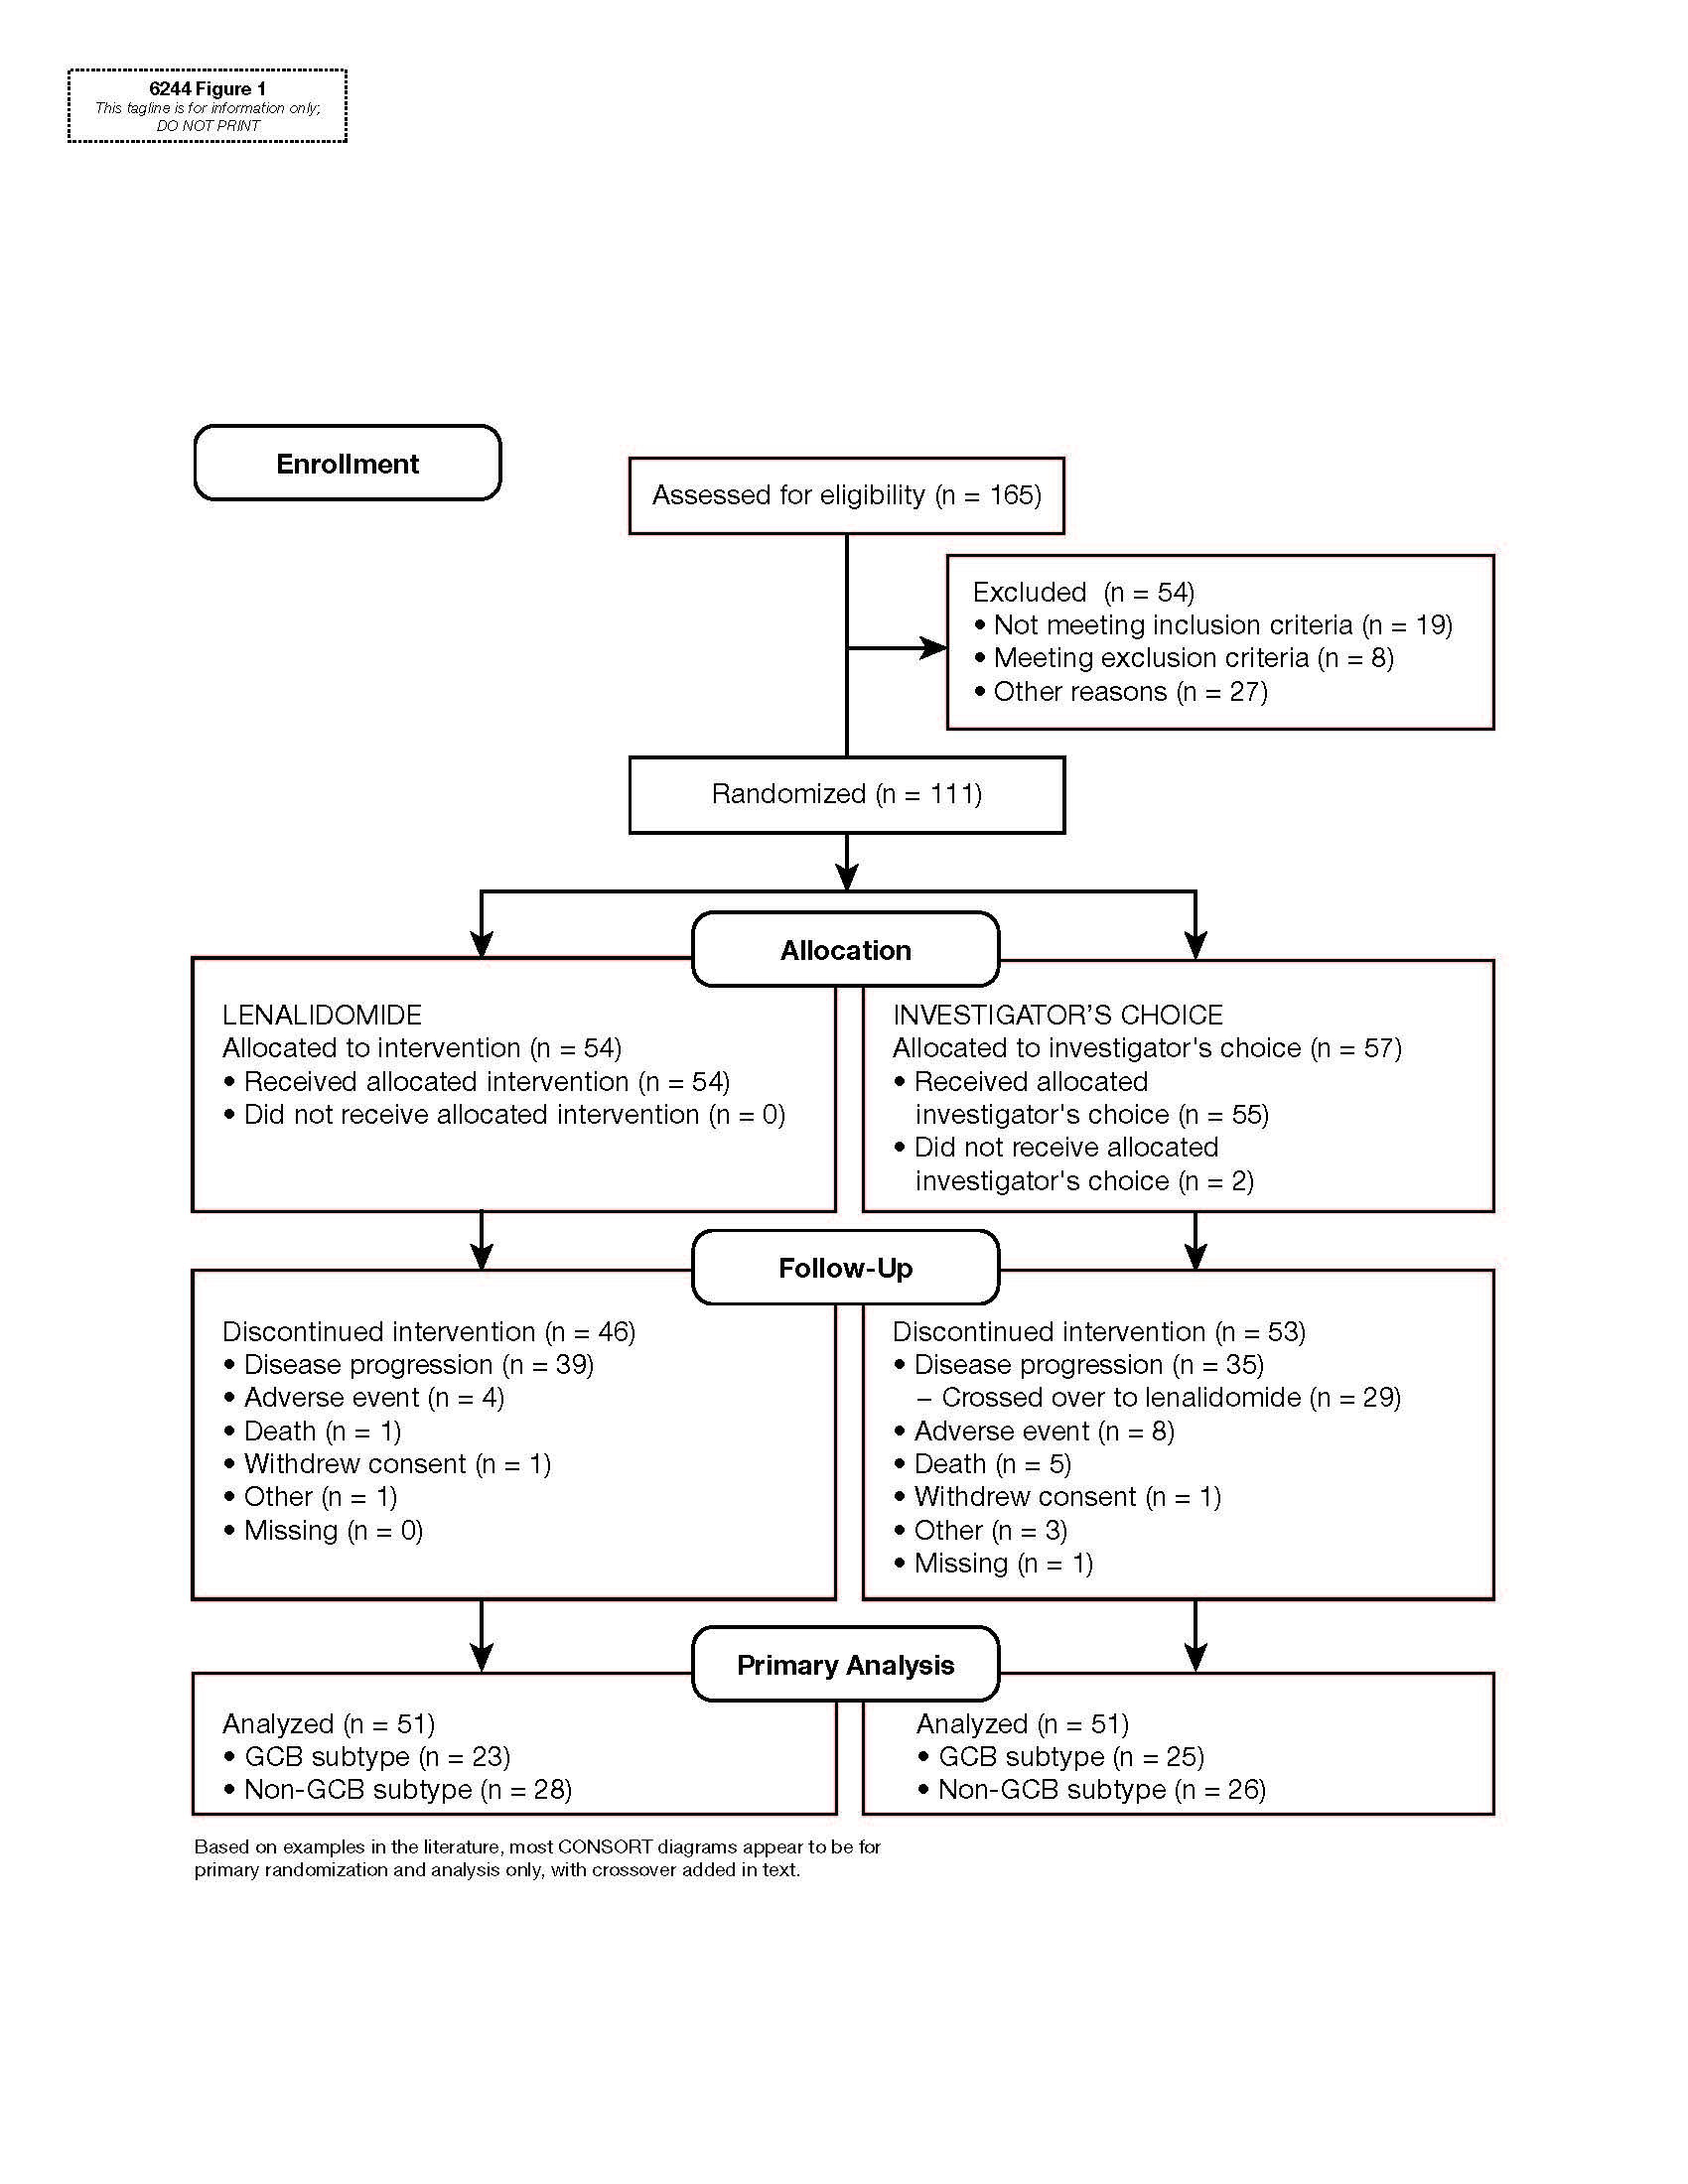 6244 Figure 1
This tagline is for information only;
DO NOT PRINT
Enrollment
Assessed for eligibility (n = 165)
Excluded  (n = 54)
• Not meeting inclusion criteria (n = 19)
• Meeting exclusion criteria (n = 8)
• Other reasons (n = 27)
Randomized (n = 111)
Allocation
LENALIDOMIDE
Allocated to intervention (n = 54)
• Received allocated intervention (n = 54)
• Did not receive allocated intervention (n = 0)
INVESTIGATOR’S CHOICE
Allocated to investigator's choice (n = 57)
• Received allocated
investigator's choice (n = 55)
• Did not receive allocated
investigator's choice (n = 2)
Follow-Up
Discontinued intervention (n = 46)
• Disease progression (n = 39)
• Adverse event (n = 4)
• Death (n = 1)
• Withdrew consent (n = 1)
• Other (n = 1)
• Missing (n = 0)
Discontinued intervention (n = 53)
• Disease progression (n = 35)
– Crossed over to lenalidomide (n = 29)
• Adverse event (n = 8)
• Death (n = 5)
• Withdrew consent (n = 1)
• Other (n = 3)
• Missing (n = 1)
Primary Analysis
Analyzed (n = 51)
• GCB subtype (n = 23)
• Non-GCB subtype (n = 28)
Analyzed (n = 51)
• GCB subtype (n = 25)
• Non-GCB subtype (n = 26)
Based on examples in the literature, most CONSORT diagrams appear to be for
primary randomization and analysis only, with crossover added in text.